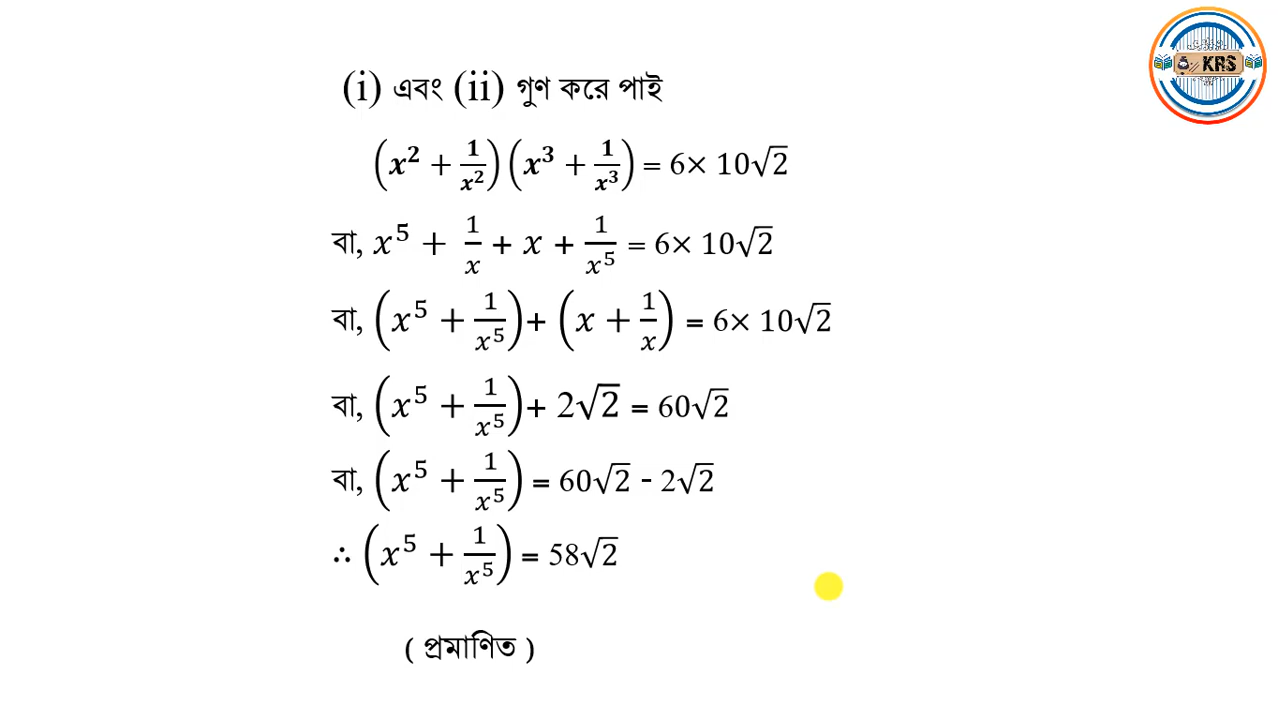 KRS
(i) এবং (ii) গুণ করে পাই
(x² + 1/x²)(x³ + 1/x³) = 6× 10√2
বা, x⁵ + 1/x + x + 1/x⁵ = 6× 10√2
বা, (x⁵ + 1/x⁵)+ (x + 1/x) = 6× 10√2
বা, (x⁵ + 1/x⁵)+ 2√2 = 60√2
বা, (x⁵ + 1/x⁵) = 60√2 - 2√2
∴ (x⁵ + 1/x⁵) = 58√2
( প্রমাণিত )